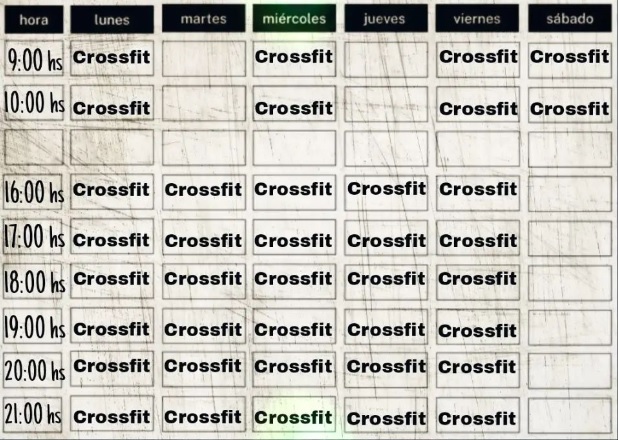 hora lunes martes miércoles jueves viernes sábado
9:00 hs Crossfit Crossfit Crossfit Crossfit
10:00 hs Crossfit Crossfit Crossfit Crossfit
16:00 hs Crossfit Crossfit Crossfit Crossfit Crossfit
17:00 hs Crossfit Crossfit Crossfit Crossfit Crossfit
18:00 hs Crossfit Crossfit Crossfit Crossfit Crossfit
19:00 hs Crossfit Crossfit Crossfit Crossfit Crossfit
20:00 hs Crossfit Crossfit Crossfit Crossfit Crossfit
21:00 hs Crossfit Crossfit Crossfit Crossfit Crossfit